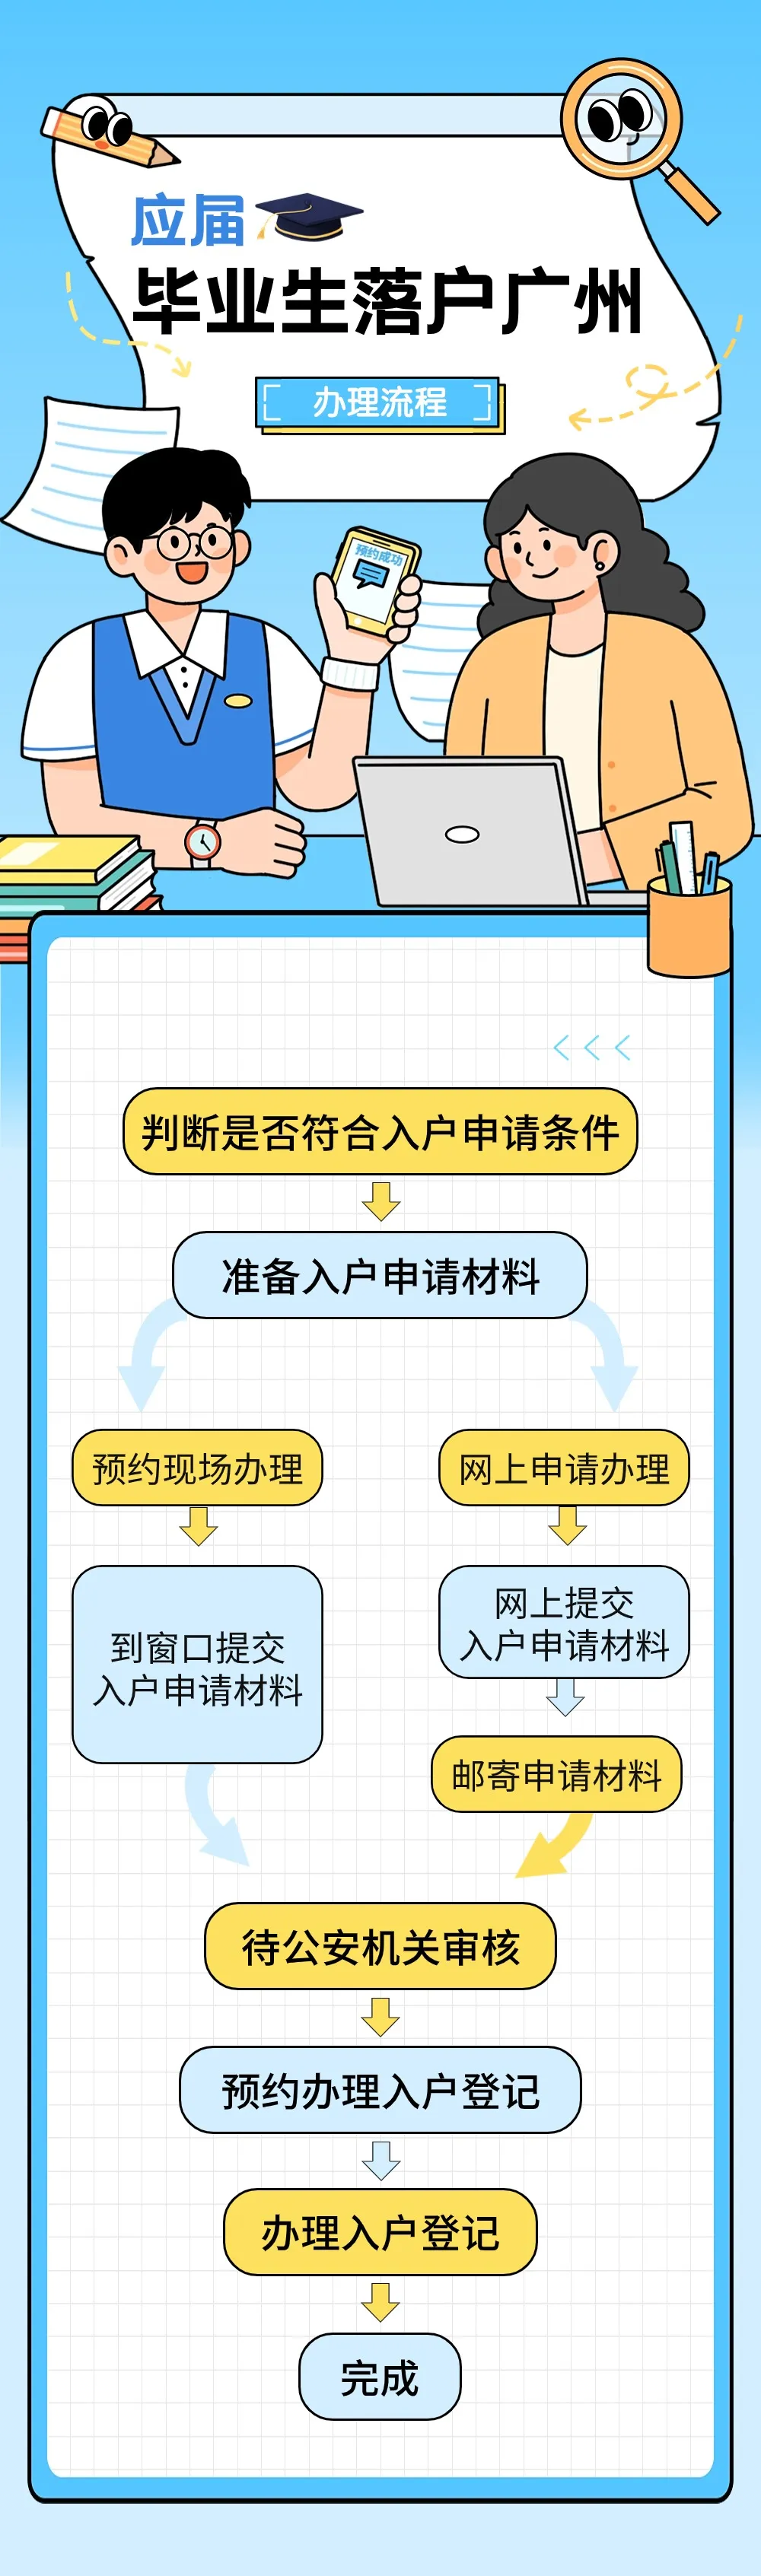 应届
毕业生落户广州
办理流程
预约成功
判断是否符合入户申请条件
准备入户申请材料
预约现场办理
网上申请办理
到窗口提交
入户申请材料
网上提交
入户申请材料
邮寄申请材料
待公安机关审核
预约办理入户登记
办理入户登记
完成